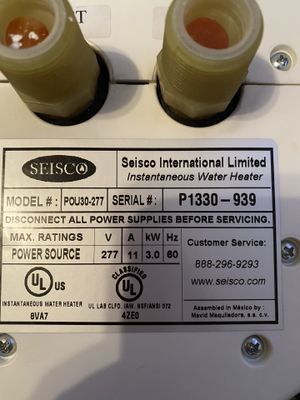 T
SEISCO
Seisco International Limited
Instantaneous Water Heater
MODEL # : POU30-277 SERIAL # : P1330-939
DISCONNECT ALL POWER SUPPLIES BEFORE SERVICING.
MAX. RATINGS V A kW Hz
POWER SOURCE 277 11 3.0 60
Customer Service:
888-296-9293
www.seisco.com
UL
LISTED
INSTANTANEOUS WATER HEATER
8VA7
CLASSIFIED
UL
UL LAB CLFD. IAW. NSF/ANSI 372
4ZE0
Assembled in México by :
Mavid Maquiladora, s.a. c.v.